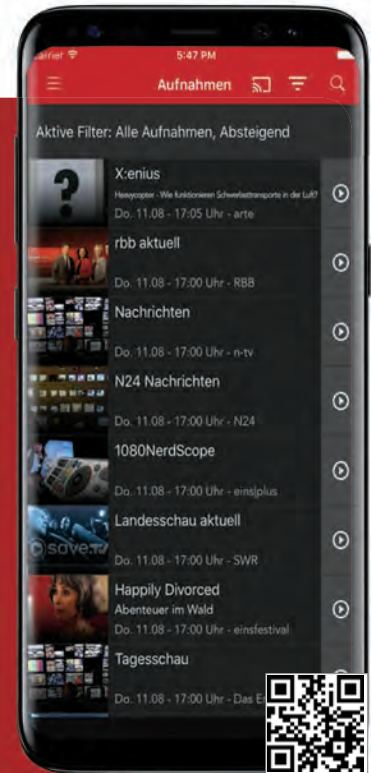 5:47 PM
Aufnahmen
Aktive Filter: Alle Aufnahmen, Absteigend
X:enius
Heavycopter - Wie funktionieren Schwerlasttransporte in der Luft?
Do. 11.08 - 17:05 Uhr - arte
rbb aktuell
Do. 11.08 - 17:00 Uhr - RBB
Nachrichten
Do. 11.08 - 17:00 Uhr - n-tv
N24 Nachrichten
Do. 11.08 - 17:00 Uhr - N24
1080NerdScope
Do. 11.08 - 17:00 Uhr - eins|plus
Landesschau aktuell
save.tv
Do. 11.08 - 17:00 Uhr - SWR
Happily Divorced
Abenteuer im Wald
Do. 11.08 - 17:00 Uhr - einsfestival
Tagesschau
Do. 11.08 - 17:00 Uhr - Das